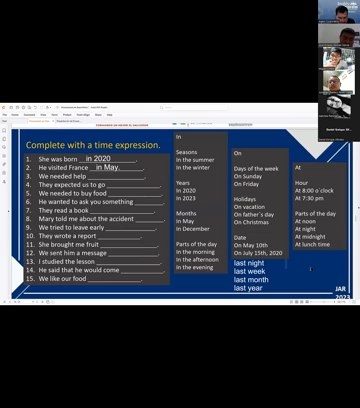 Complete with a time expression.
1. She was born in 2020
2. He visited France in May.
3. We needed help
4. They expected us to go
5. We needed to buy food
6. He wanted to ask you something
7. They read a book
8. Mary told me about the accident
9. We tried to leave early
10. They wrote a report
11. She brought me fruit
12. We sent him a message
13. I studied the lesson
14. He said that he would come
15. We like our food
In
Seasons
In the summer
In the winter
Years
In 2020
In 2023
Months
In May
In December
Parts of the day
In the morning
In the afternoon
In the evening
On
Days of the week
On Sunday
On Friday
Holidays
On vacation
On father´s day
On Christmas
Date
On May 10th
On July 15th, 2020
last night
last week
last month
last year
At
Hour
At 8:00 o´clock
At 7:30 pm
Parts of the day
At noon
At night
At midnight
At lunch time
JAR
2023